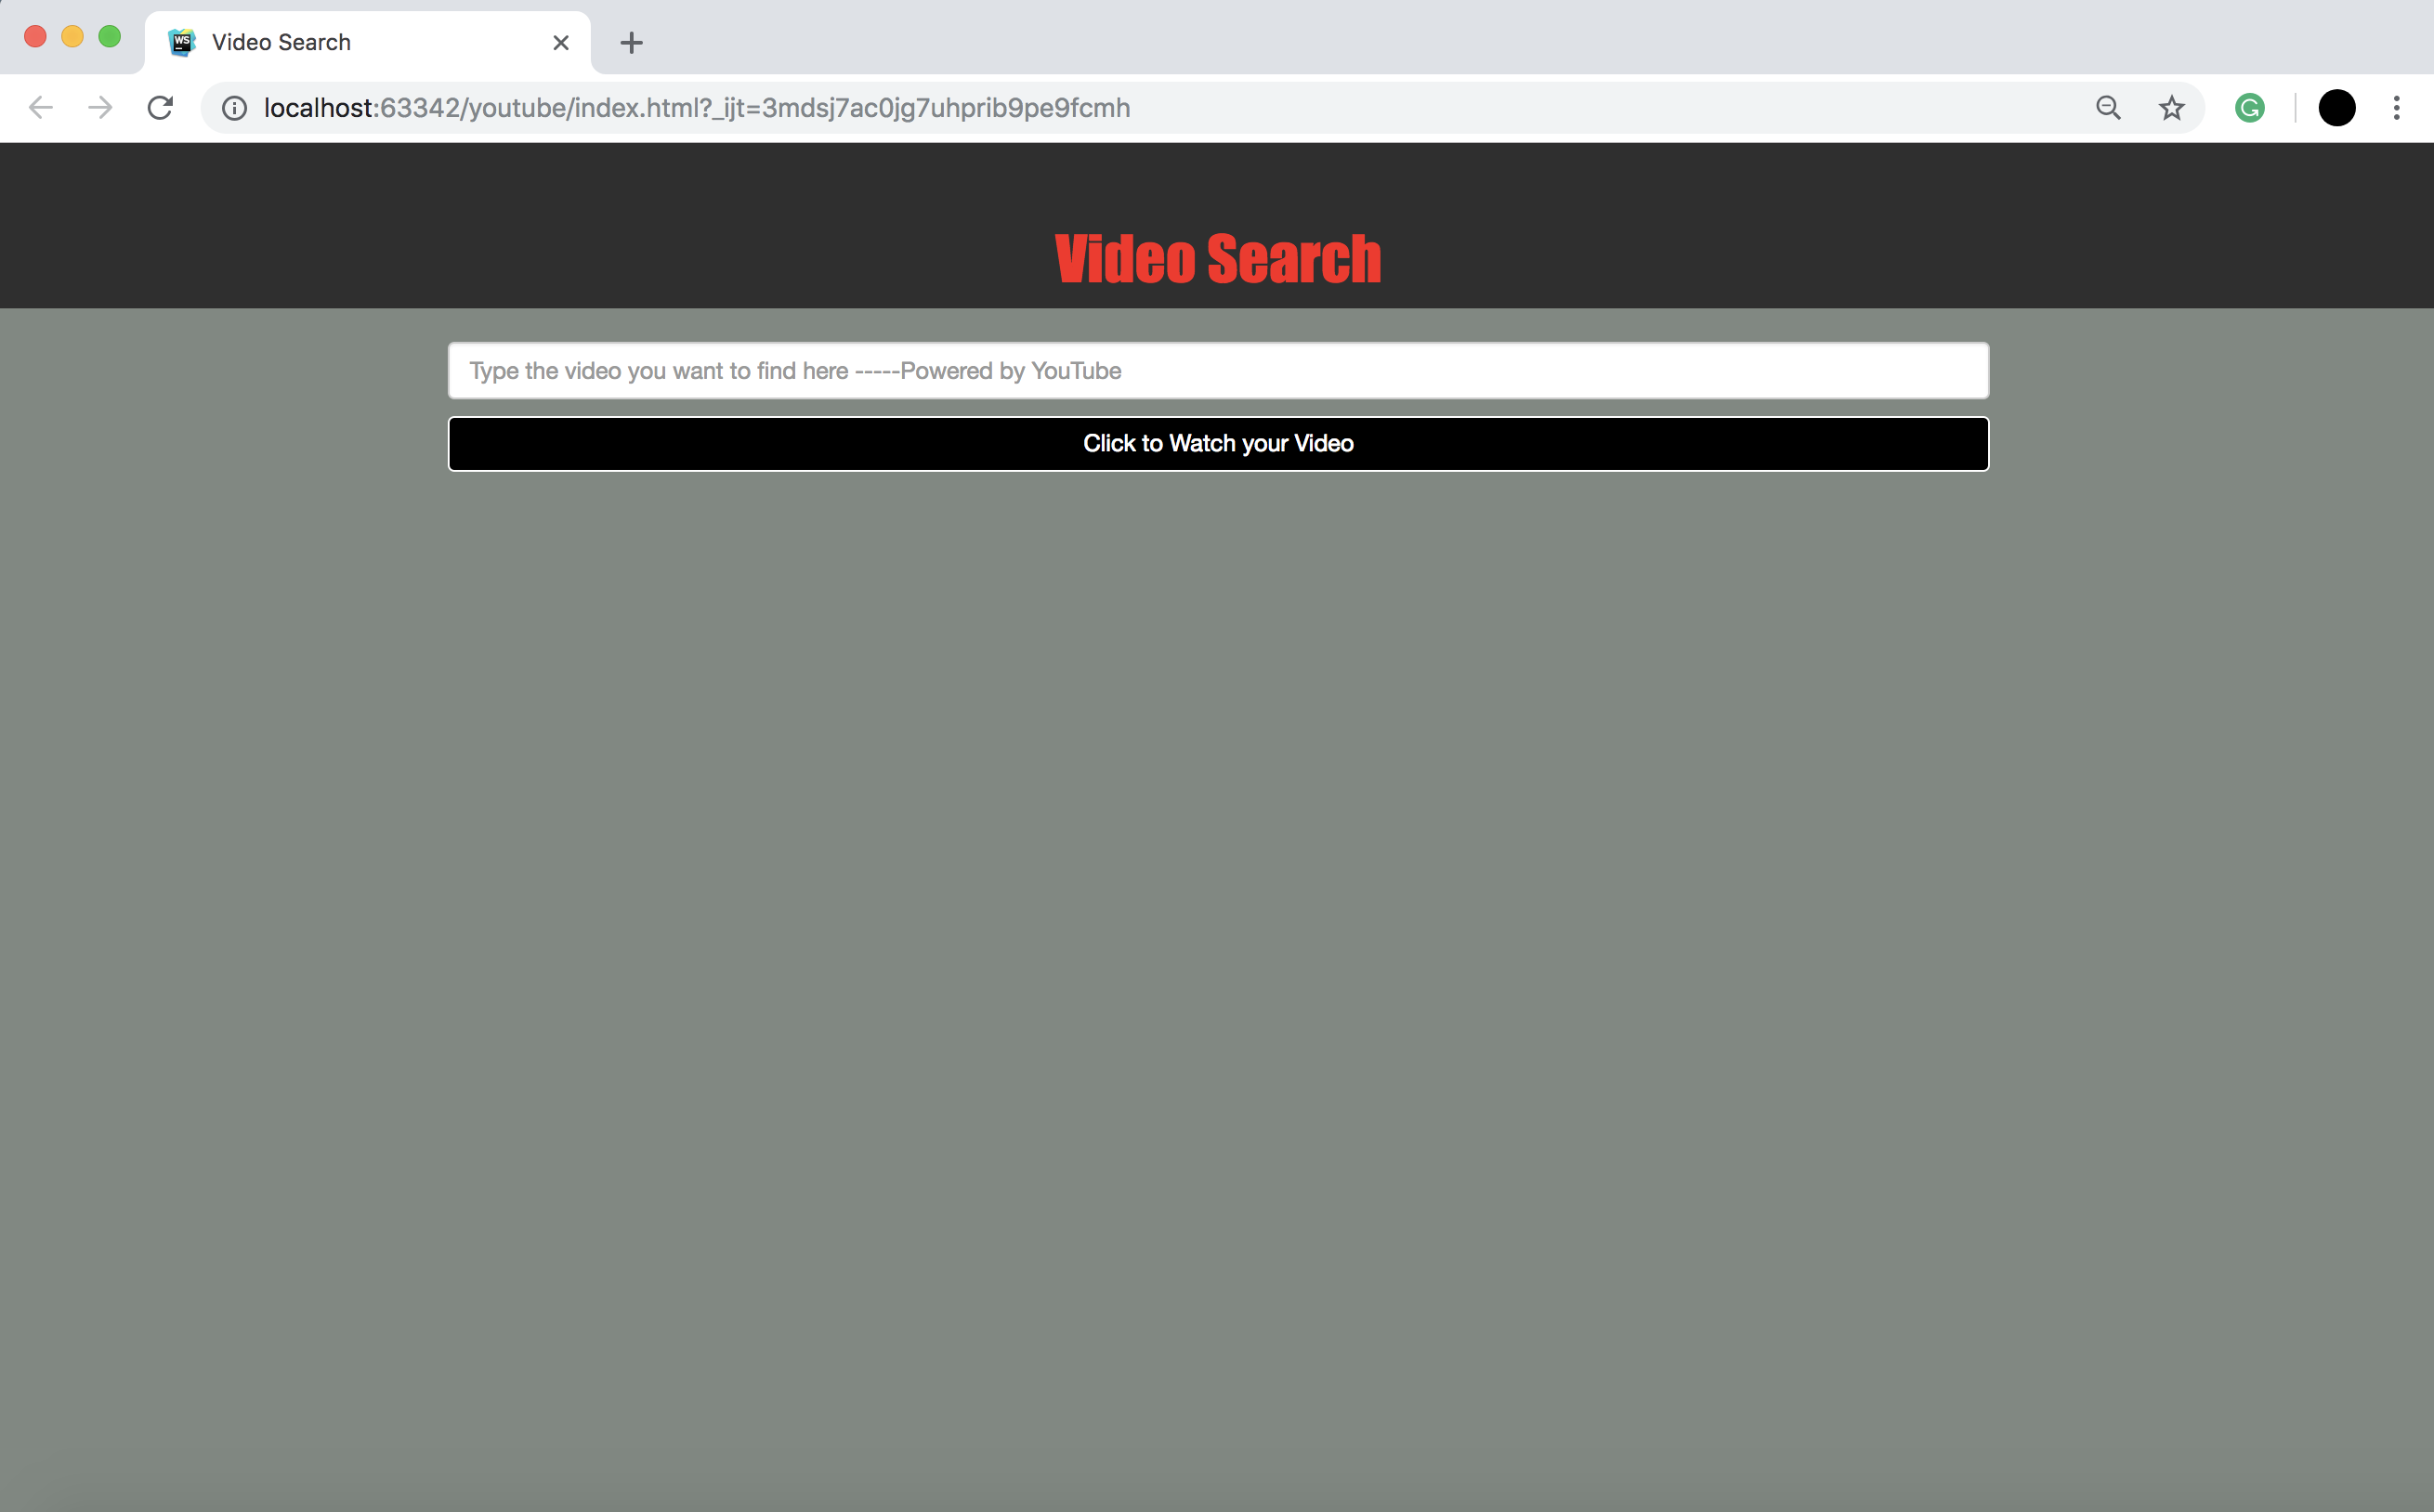 WS
Video Search
localhost:63342/youtube/index.html?_ijt=3mdsj7ac0jg7uhprib9pe9fcmh
Video Search
Type the video you want to find here -----Powered by YouTube
Click to Watch your Video